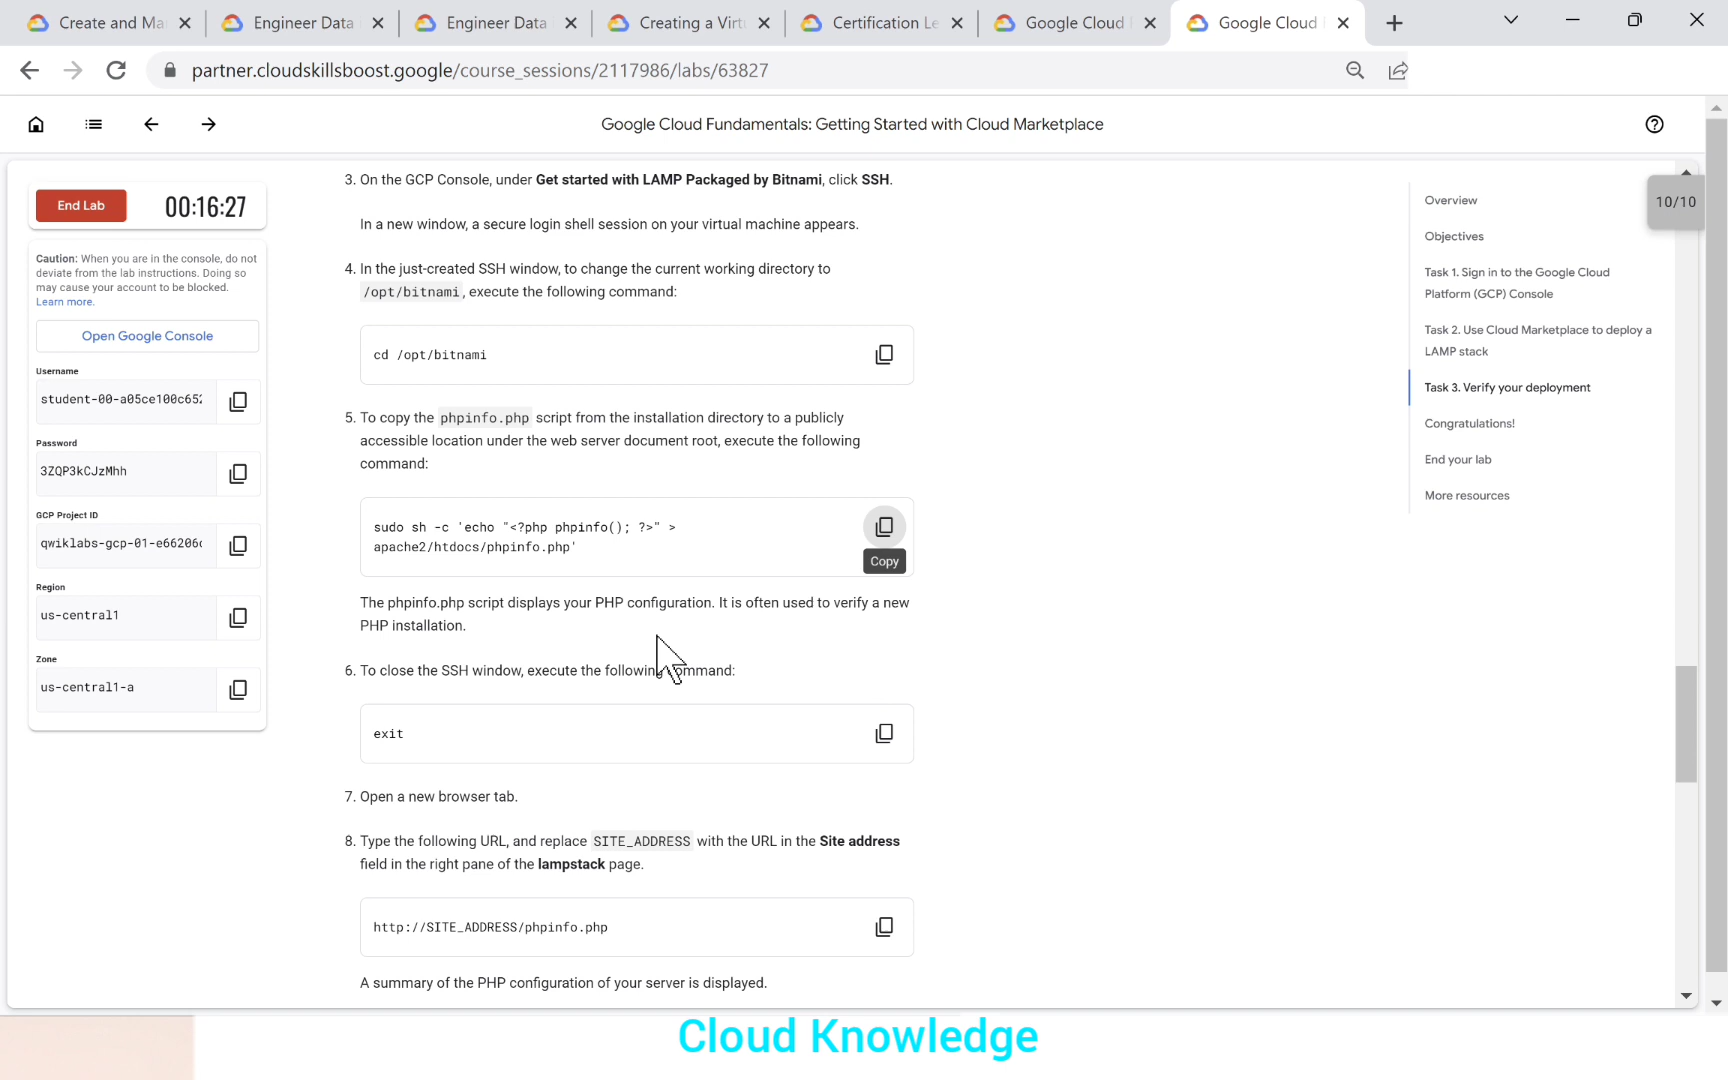 Create and Ma
Engineer Data
Engineer Data
Creating a Virt
Certification Le
Google Cloud
Google Cloud
partner.cloudskillsboost.google/course_sessions/2117986/labs/63827
Google Cloud Fundamentals: Getting Started with Cloud Marketplace
End Lab
00:16:27
Caution: When you are in the console, do not
deviate from the lab instructions. Doing so
may cause your account to be blocked.
Learn more.
Open Google Console
Username
student-00-a05ce100c652
Password
3ZQP3kCJzMhh
GCP Project ID
qwiklabs-gcp-01-e66206c
Region
us-central1
Zone
us-central1-a
3. On the GCP Console, under Get started with LAMP Packaged by Bitnami, click SSH.
In a new window, a secure login shell session on your virtual machine appears.
4. In the just-created SSH window, to change the current working directory to
/opt/bitnami, execute the following command:
cd /opt/bitnami
5. To copy the phpinfo.php script from the installation directory to a publicly
accessible location under the web server document root, execute the following
command:
sudo sh -c 'echo "<?php phpinfo(); ?>" >
apache2/htdocs/phpinfo.php'
Copy
The phpinfo.php script displays your PHP configuration. It is often used to verify a new
PHP installation.
6. To close the SSH window, execute the following command:
exit
7. Open a new browser tab.
8. Type the following URL, and replace SITE_ADDRESS with the URL in the Site address
field in the right pane of the lampstack page.
http://SITE_ADDRESS/phpinfo.php
A summary of the PHP configuration of your server is displayed.
Overview
Objectives
Task 1. Sign in to the Google Cloud
Platform (GCP) Console
Task 2. Use Cloud Marketplace to deploy a
LAMP stack
Task 3. Verify your deployment
Congratulations!
End your lab
More resources
10/10
Cloud Knowledge